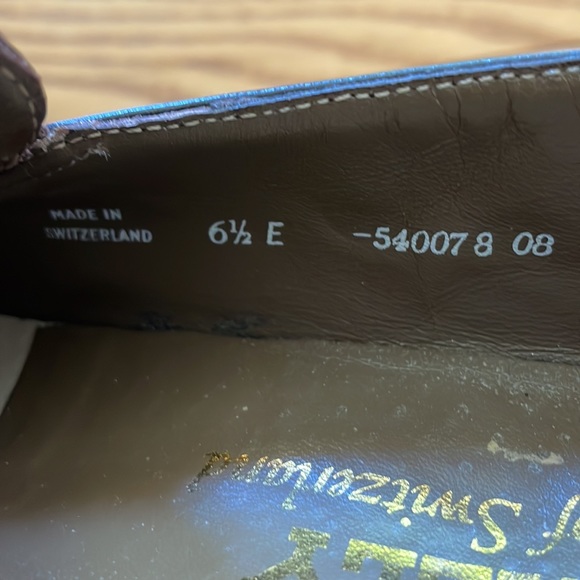 MADE IN
SWITZERLAND
6½ E
-540078 08
of Switzerland